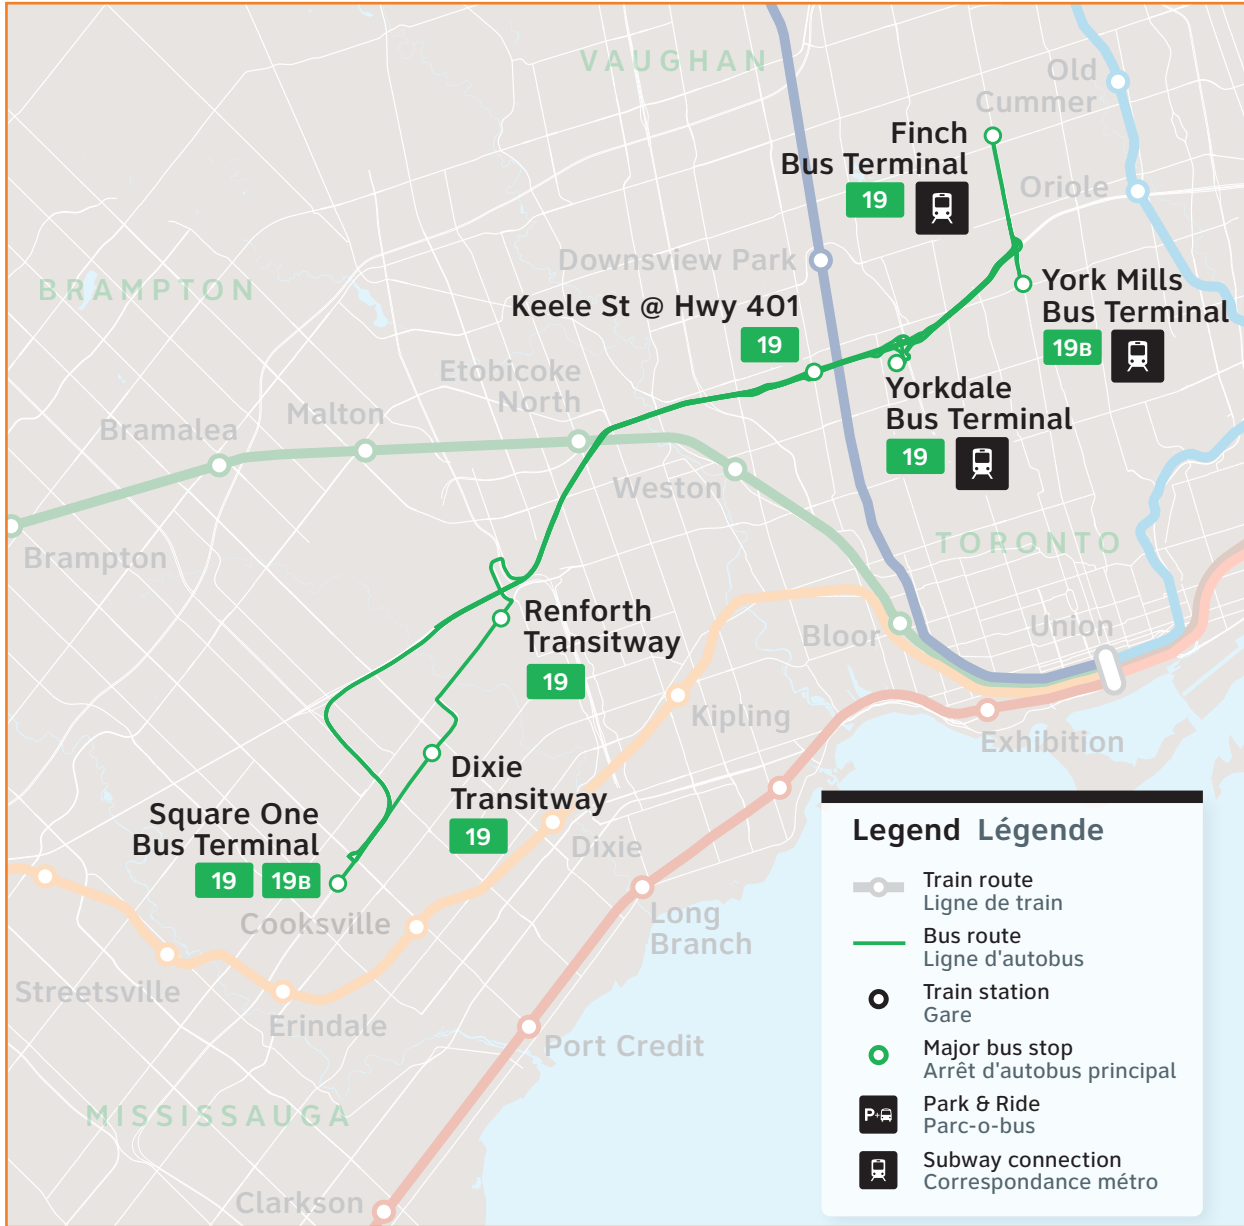 VAUGHAN
Old
Cummer
Finch
Bus Terminal
19
Oriole
Downsview Park
BRAMPTON
York Mills
Bus Terminal
19B
Keele St @ Hwy 401
19
Etobicoke
North
Yorkdale
Bus Terminal
19
Malton
Bramalea
Weston
Brampton
TORONTO
Renforth
Transitway
19
Bloor
Union
Kipling
Exhibition
Dixie
Transitway
19
Square One
Bus Terminal
19 19B
Dixie
Cooksville
Long
Branch
Streetsville
Erindale
Port Credit
MISSISSAUGA
Clarkson
Legend Légende
Train route
Ligne de train
Bus route
Ligne d'autobus
Train station
Gare
Major bus stop
Arrêt d'autobus principal
P+
Park & Ride
Parc-o-bus
Subway connection
Correspondance métro